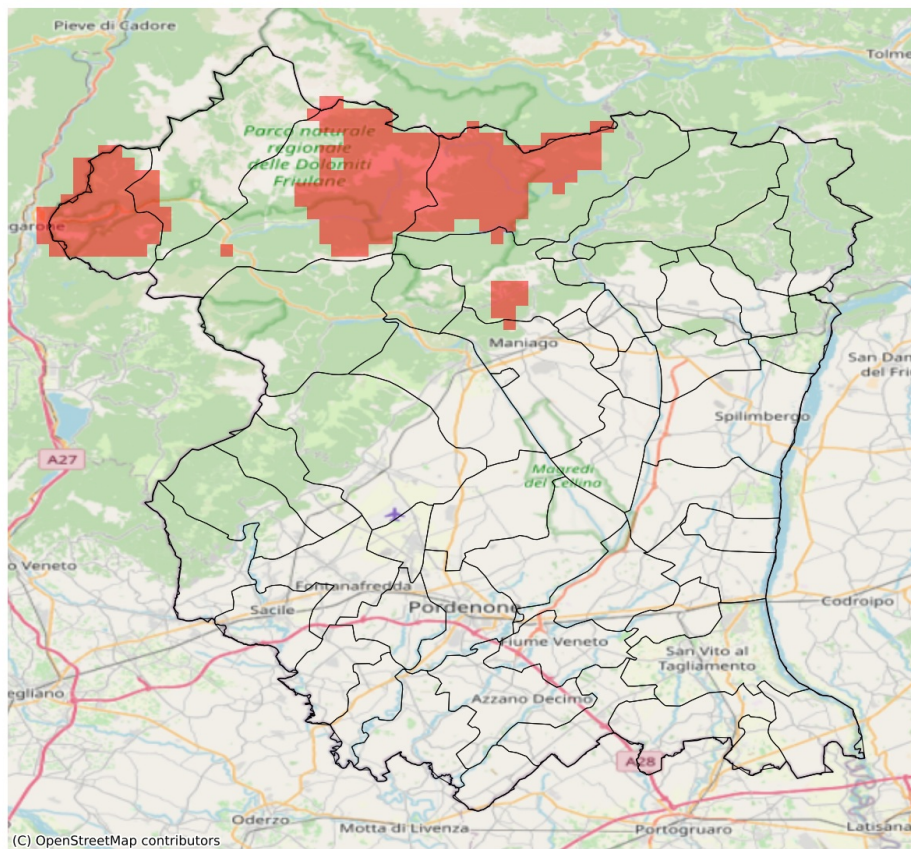 Pieve di Cadore
Tolme
Parco naturale
regionale
delle Dolomiti
Friulane
garone
Maniago
San Dan
del Fri
Spilimbergo
A27
Magredi
del Cellina
o Veneto
Fontanafredda
Sacile
Pordenone
Codroipo
Fiume Veneto
San Vito al
Tagliamento
egliano
Azzano Decimo
A28
Oderzo
Motta di Livenza
Portogruaro
Latisana
(C) OpenStreetMap contributors